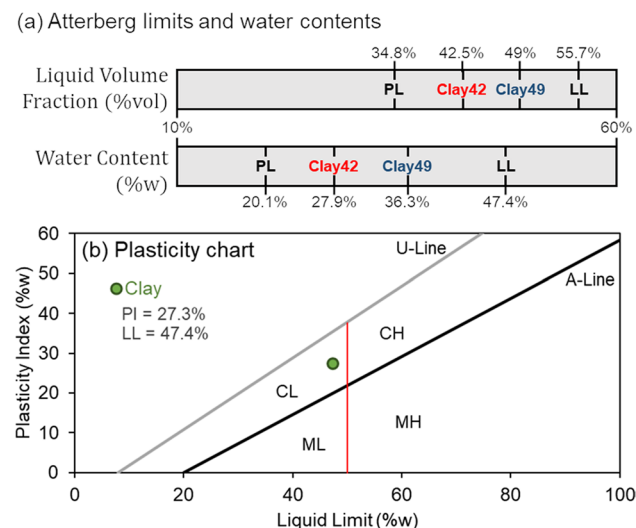 (a) Atterberg limits and water contents
34.8% 42.5% 49% 55.7%
Liquid Volume
Fraction (%vol)
PL Clay42 Clay49 LL
10% 60%
Water Content
(%w)
PL Clay42 Clay49 LL
20.1% 27.9% 36.3% 47.4%
(b) Plasticity chart
U-Line
A-Line
Clay
PI = 27.3%
LL = 47.4%
CH
CL
MH
ML
Plasticity Index (%w)
60
50
40
30
20
10
0
0 20 40 60 80 100
Liquid Limit (%w)